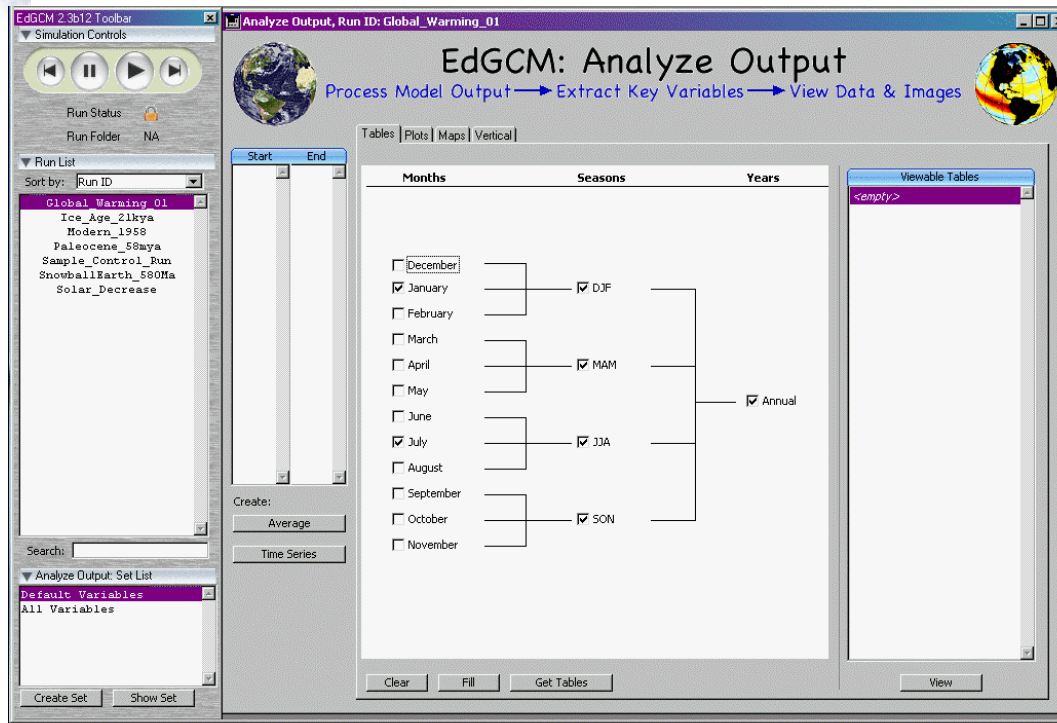 EdGCM 2.3b12 Toolbar
Simulation Controls
Run Status
Run Folder NA
Run List
Sort by: Run ID
Global_Warming_01
Ice_Age_21kya
Modern_1958
Paleocene_58mya
Sample_Control_Run
SnowballEarth_580Ma
Solar_Decrease
Search:
Analyze Output: Set List
Default Variables
All Variables
Create Set Show Set
Analyze Output, Run ID: Global_Warming_01
EdGCM: Analyze Output
Process Model Output Extract Key Variables View Data & Images
Tables Plots Maps Vertical
Start End
Create:
Average
Time Series
Months Seasons Years
December
January DJF
February
March
April MAM
May
Annual
June
July JJA
August
September
October SON
November
Clear Fill Get Tables
Viewable Tables
<empty>
View